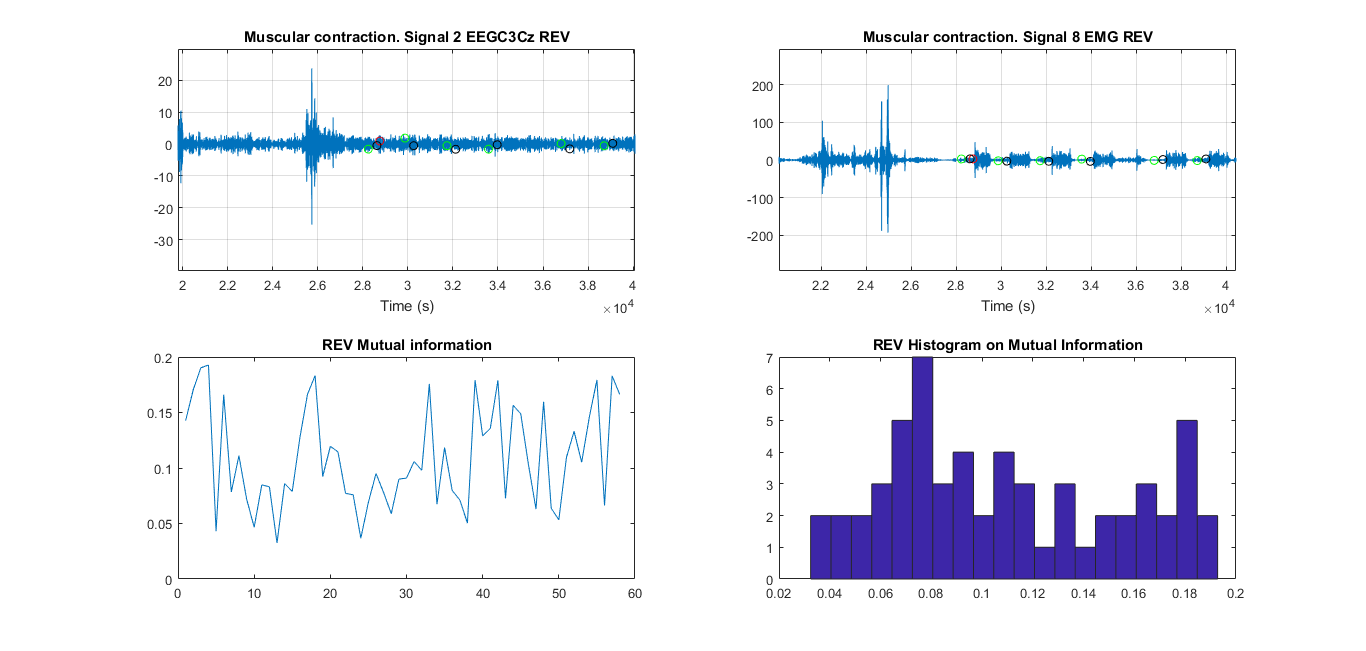 Muscular contraction. Signal 2 EEGC3Cz REV
20
10
0
-10
-20
-30
2 2.2 2.4 2.6 2.8 3 3.2 3.4 3.6 3.8 4
Time (s)
×10^4
Muscular contraction. Signal 8 EMG REV
200
100
0
-100
-200
2.2 2.4 2.6 2.8 3 3.2 3.4 3.6 3.8 4
Time (s)
×10^4
REV Mutual information
0.2
0.15
0.1
0.05
0
0 10 20 30 40 50 60
REV Histogram on Mutual Information
7
6
5
4
3
2
1
0
0.02 0.04 0.06 0.08 0.1 0.12 0.14 0.16 0.18 0.2